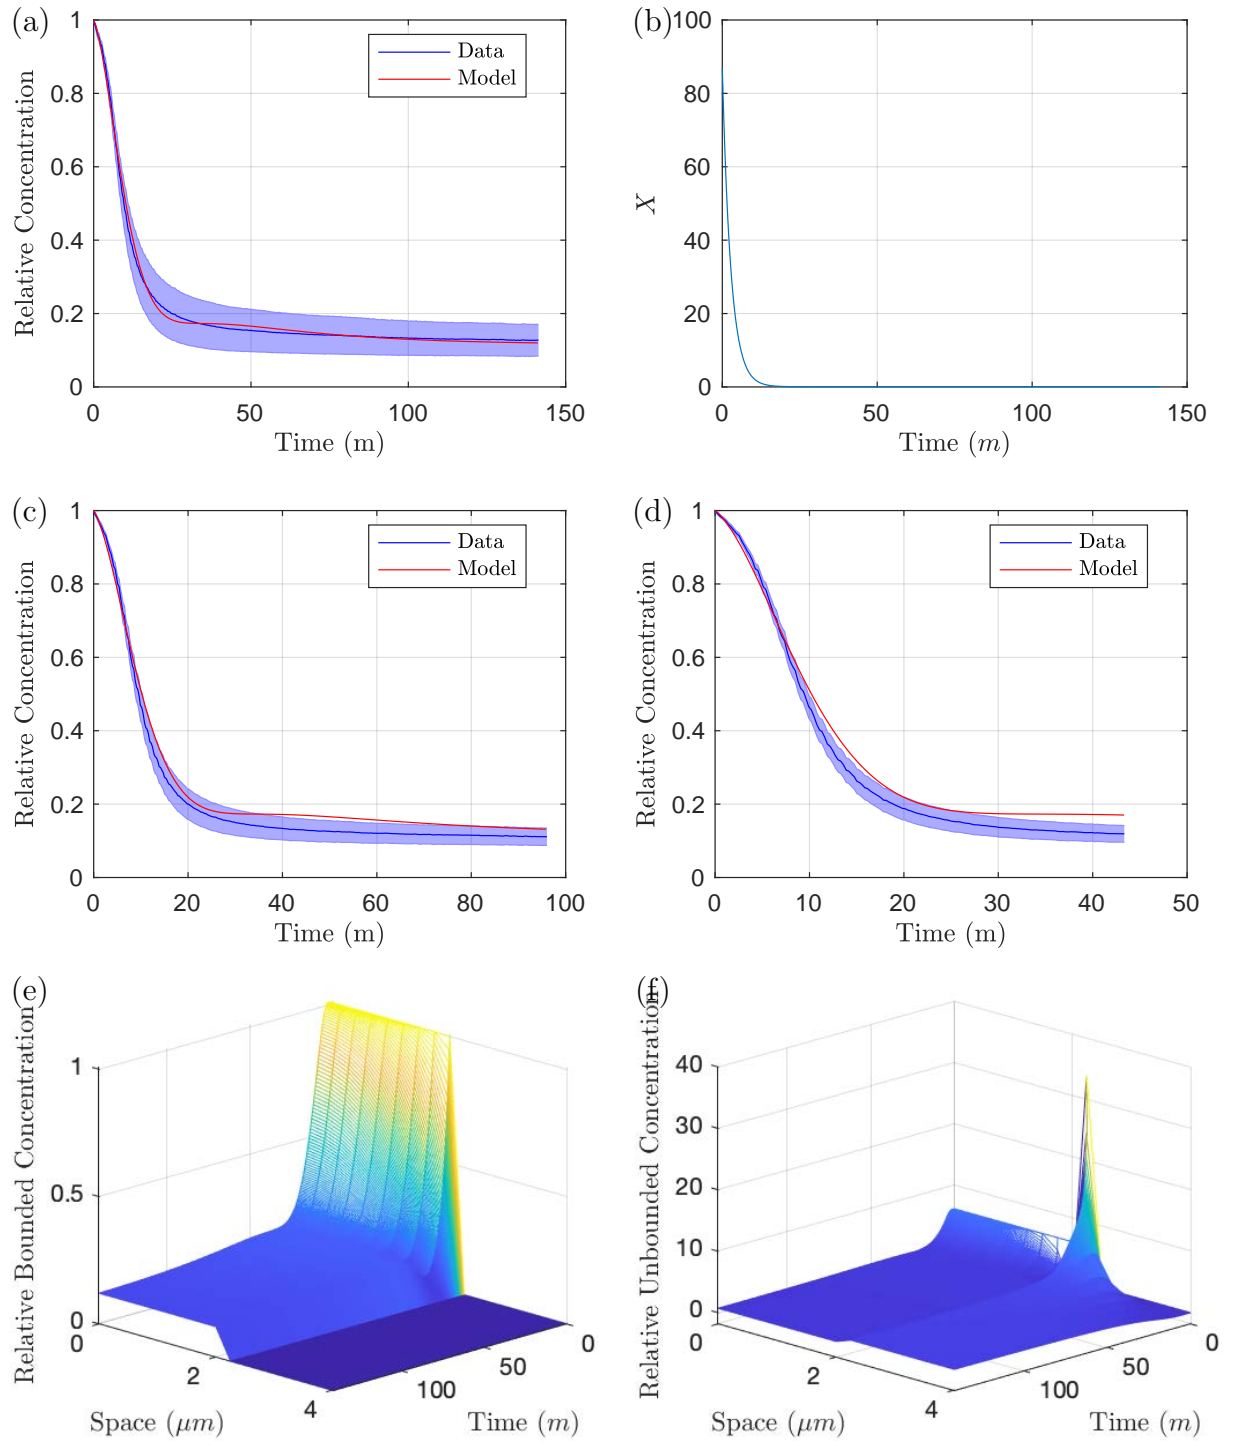 (a)
1
0.8
0.6
0.4
0.2
0
Relative Concentration
Data
Model
0 50 100 150
Time (m)
(b)
100
80
60
40
20
0
X
0 50 100 150
Time (m)
(c)
1
0.8
0.6
0.4
0.2
0
Relative Concentration
Data
Model
0 20 40 60 80 100
Time (m)
(d)
1
0.8
0.6
0.4
0.2
0
Relative Concentration
Data
Model
0 10 20 30 40 50
Time (m)
(e)
Relative Bounded Concentration
1
0.5
0
0
2
4
Space (μm)
100
50
0
Time (m)
(f)
Relative Unbounded Concentration
40
30
20
10
0
0
2
4
Space (μm)
100
50
0
Time (m)